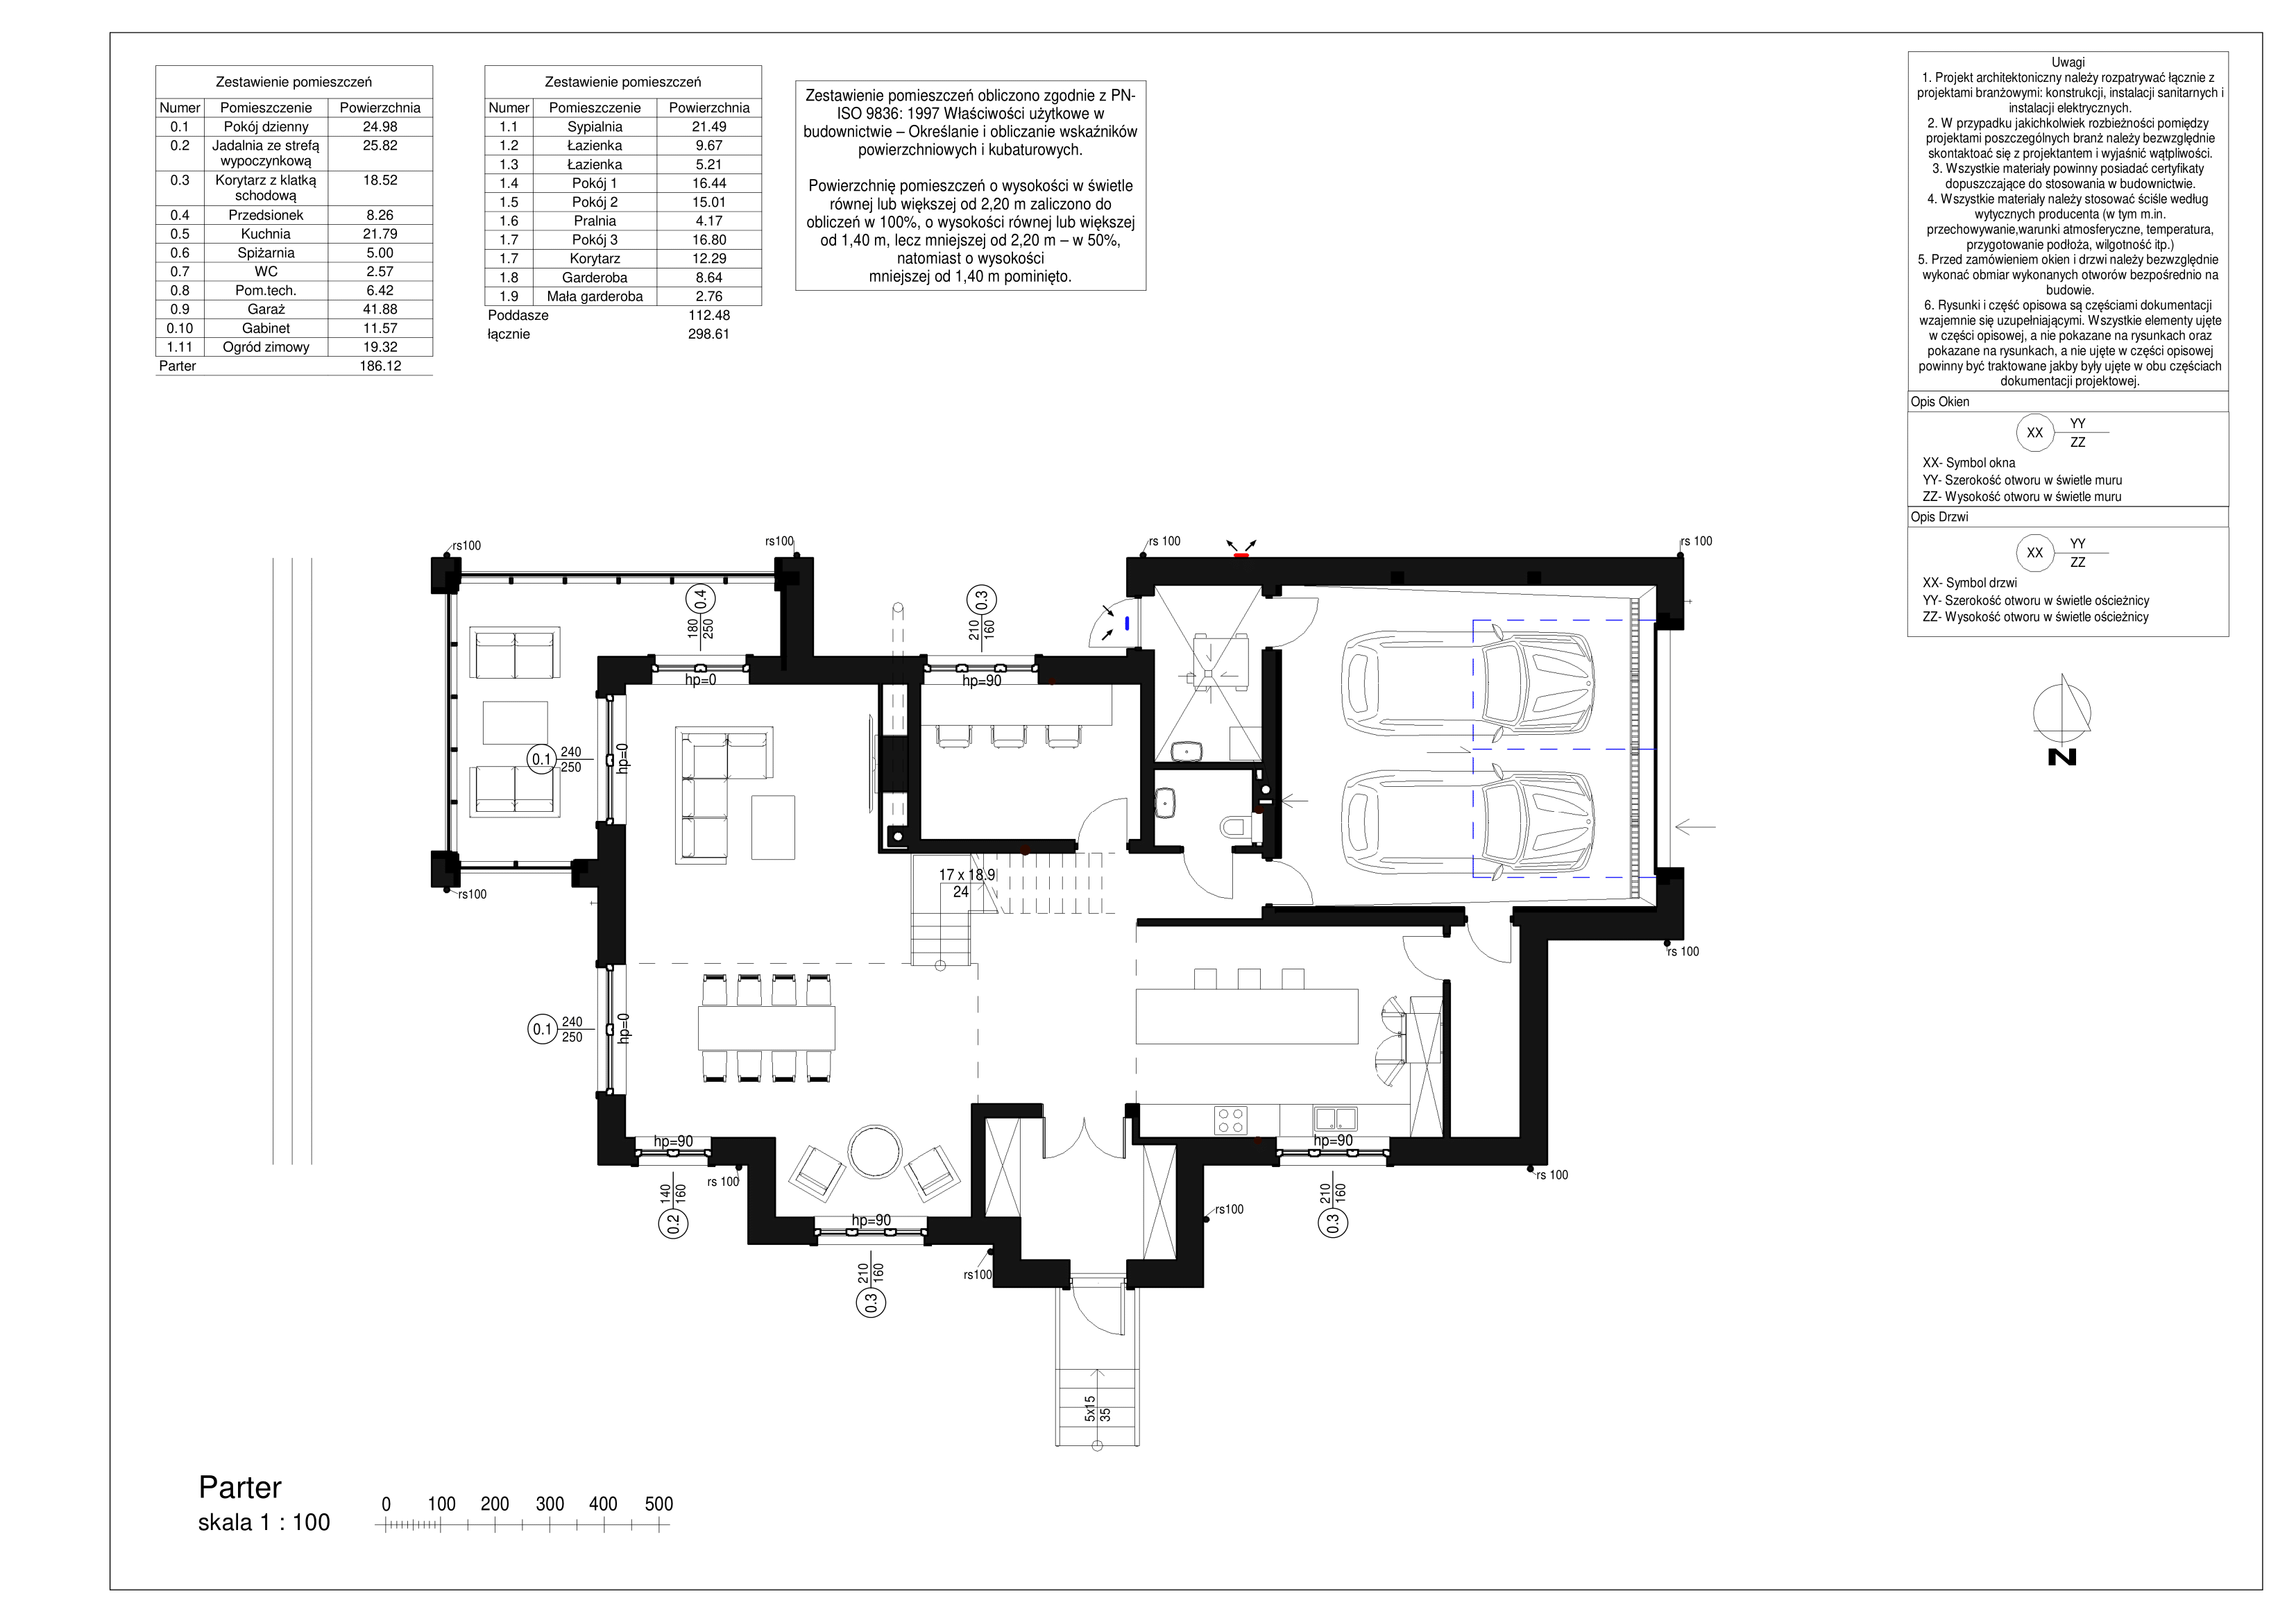 Zestawienie pomieszczeń
Numer Pomieszczenie Powierzchnia
0.1 Pokój dzienny 24.98
0.2 Jadalnia ze strefą wypoczynkową 25.82
0.3 Korytarz z klatką schodową 18.52
0.4 Przedsionek 8.26
0.5 Kuchnia 21.79
0.6 Spiżarnia 5.00
0.7 WC 2.57
0.8 Pom.tech. 6.42
0.9 Garaż 41.88
0.10 Gabinet 11.57
1.11 Ogród zimowy 19.32
Parter 186.12
Zestawienie pomieszczeń
Numer Pomieszczenie Powierzchnia
1.1 Sypialnia 21.49
1.2 Łazienka 9.67
1.3 Łazienka 5.21
1.4 Pokój 1 16.44
1.5 Pokój 2 15.01
1.6 Pralnia 4.17
1.7 Pokój 3 16.80
1.7 Korytarz 12.29
1.8 Garderoba 8.64
1.9 Mała garderoba 2.76
Poddasze 112.48
łącznie 298.61
Zestawienie pomieszczeń obliczono zgodnie z PN-
ISO 9836: 1997 Właściwości użytkowe w
budownictwie – Określanie i obliczanie wskaźników
powierzchniowych i kubaturowych.
Powierzchnię pomieszczeń o wysokości w świetle
równej lub większej od 2,20 m zaliczono do
obliczeń w 100%, o wysokości równej lub większej
od 1,40 m, lecz mniejszej od 2,20 m – w 50%,
natomiast o wysokości
mniejszej od 1,40 m pominięto.
Uwagi
1. Projekt architektoniczny należy rozpatrywać łącznie z
projektami branżowymi: konstrukcji, instalacji sanitarnych i
instalacji elektrycznych.
2. W przypadku jakichkolwiek rozbieżności pomiędzy
projektami poszczególnych branż należy bezwzględnie
skontaktoać się z projektantem i wyjaśnić wątpliwości.
3. Wszystkie materiały powinny posiadać certyfikaty
dopuszczające do stosowania w budownictwie.
4. Wszystkie materiały należy stosować ściśle według
wytycznych producenta (w tym m.in.
przechowywanie,warunki atmosferyczne, temperatura,
przygotowanie podłoża, wilgotność itp.)
5. Przed zamówieniem okien i drzwi należy bezwzględnie
wykonać obmiar wykonanych otworów bezpośrednio na
budowie.
6. Rysunki i część opisowa są częściami dokumentacji
wzajemnie się uzupełniającymi. Wszystkie elementy ujęte
w części opisowej, a nie pokazane na rysunkach oraz
pokazane na rysunkach, a nie ujęte w części opisowej
powinny być traktowane jakby były ujęte w obu częściach
dokumentacji projektowej.
Opis Okien
XX YY
ZZ
XX- Symbol okna
YY- Szerokość otworu w świetle muru
ZZ- Wysokość otworu w świetle muru
Opis Drzwi
XX YY
ZZ
XX- Symbol drzwi
YY- Szerokość otworu w świetle ościeżnicy
ZZ- Wysokość otworu w świetle ościeżnicy
N
rs100
rs100
rs 100
rs 100
0.4
180
250
hp=0
0.3
210
160
hp=90
0.1
240
250
hp=0
rs100
17 x 18.9
24
rs 100
0.1
240
250
hp=0
hp=90
140
160
0.2
rs 100
hp=90
210
160
0.3
rs100
hp=90
210
160
0.3
rs100
rs 100
5x15
35
Parter
skala 1 : 100
0 100 200 300 400 500